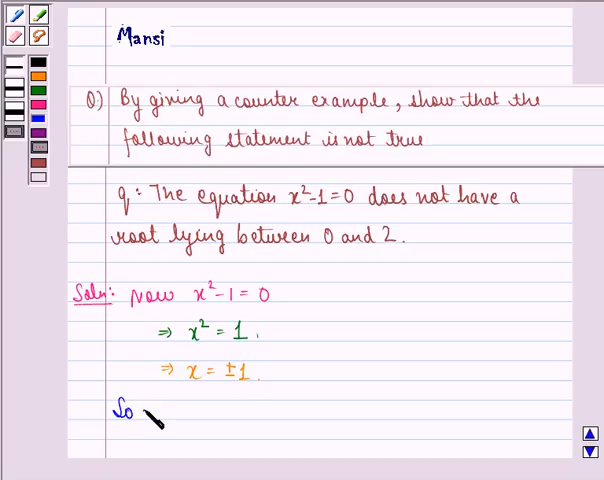 Mansi
Q) By giving a counter example, show that the
following statement is not true
q: The equation x²-1=0 does not have a
root lying between 0 and 2.
Soln: Now x²-1=0
⇒ x² = 1.
⇒ x = ±1.
So